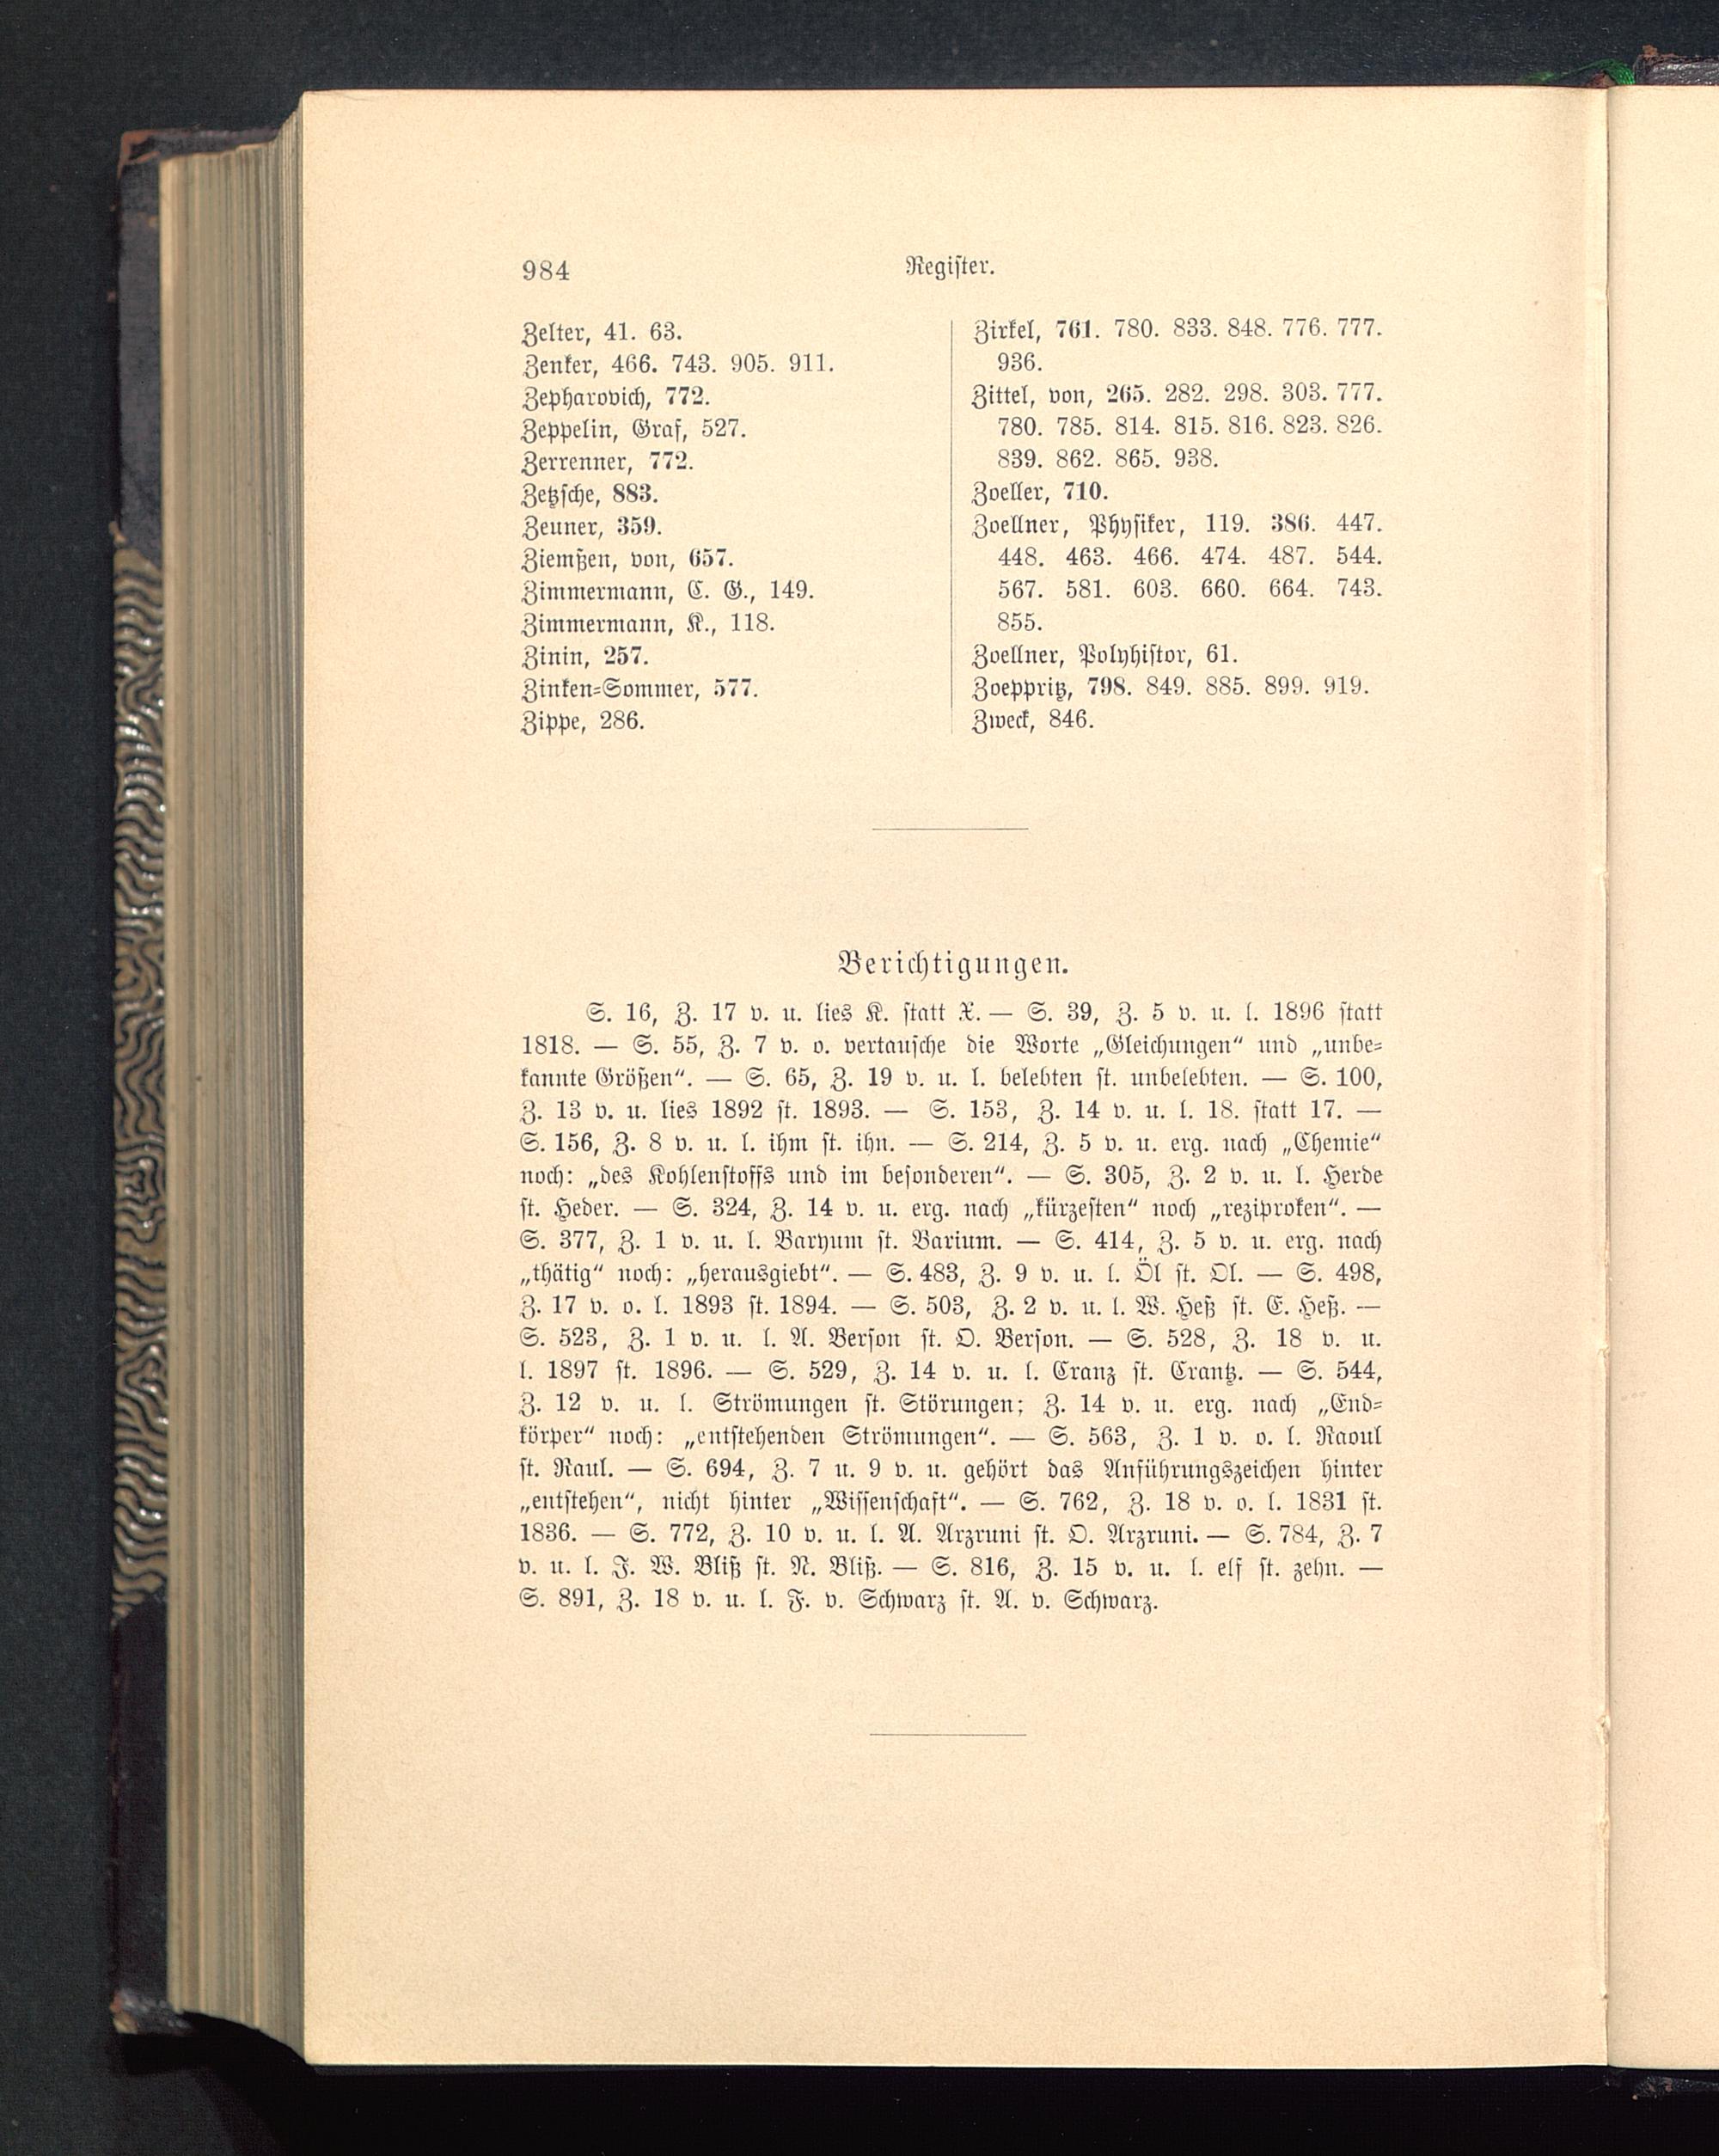 984
Register.
Zelter, 41. 63.
Zenker, 466. 743. 905. 911.
Zepharovich, 772.
Zeppelin, Graf, 527.
Zerrenner, 772.
Zetzsche, 883.
Zeuner, 359.
Ziemßen, von, 657.
Zimmermann, C. G., 149.
Zimmermann, K., 118.
Zinin, 257.
Zinken-Sommer, 577.
Zippe, 286.
Zirkel, 761. 780. 833. 848. 776. 777.
936.
Zittel, von, 265. 282. 298. 303. 777.
780. 785. 814. 815. 816. 823. 826.
839. 862. 865. 938.
Zoeller, 710.
Zoellner, Physiker, 119. 386. 447.
448. 463. 466. 474. 487. 544.
567. 581. 603. 660. 664. 743.
855.
Zoellner, Polyhistor, 61.
Zoeppritz, 798. 849. 885. 899. 919.
Zweck, 846.
Berichtigungen.
S. 16, Z. 17 v. u. lies K. statt X. — S. 39, Z. 5 v. u. l. 1896 statt
1818. — S. 55, Z. 7 v. o. vertausche die Worte „Gleichungen“ und „unbe-
kannte Größen“. — S. 65, Z. 19 v. u. l. belebten st. unbelebten. — S. 100,
Z. 13 v. u. lies 1892 st. 1893. — S. 153, Z. 14 v. u. l. 18. statt 17. —
S. 156, Z. 8 v. u. l. ihm st. ihn. — S. 214, Z. 5 v. u. erg. nach „Chemie“
noch: „des Kohlenstoffs und im besonderen“. — S. 305, Z. 2 v. u. l. Herde
st. Heder. — S. 324, Z. 14 v. u. erg. nach „kürzesten“ noch „reziproken“. —
S. 377, Z. 1 v. u. l. Baryum st. Barium. — S. 414, Z. 5 v. u. erg. nach
„thätig“ noch: „herausgiebt“. — S. 483, Z. 9 v. u. l. Öl st. Ol. — S. 498,
Z. 17 v. o. l. 1893 st. 1894. — S. 503, Z. 2 v. u. l. W. Heß st. E. Heß. —
S. 523, Z. 1 v. u. l. A. Berson st. O. Berson. — S. 528, Z. 18 v. u.
l. 1897 st. 1896. — S. 529, Z. 14 v. u. l. Cranz st. Crantz. — S. 544,
Z. 12 v. u. l. Strömungen st. Störungen; Z. 14 v. u. erg. nach „End-
körper“ noch: „entstehenden Strömungen“. — S. 563, Z. 1 v. o. l. Raoul
st. Raul. — S. 694, Z. 7 u. 9 v. u. gehört das Anführungszeichen hinter
„entstehen“, nicht hinter „Wissenschaft“. — S. 762, Z. 18 v. o. l. 1831 st.
1836. — S. 772, Z. 10 v. u. l. A. Arzruni st. O. Arzruni. — S. 784, Z. 7
v. u. l. J. W. Bliß st. N. Bliß. — S. 816, Z. 15 v. u. l. elf st. zehn. —
S. 891, Z. 18 v. u. l. F. v. Schwarz st. A. v. Schwarz.